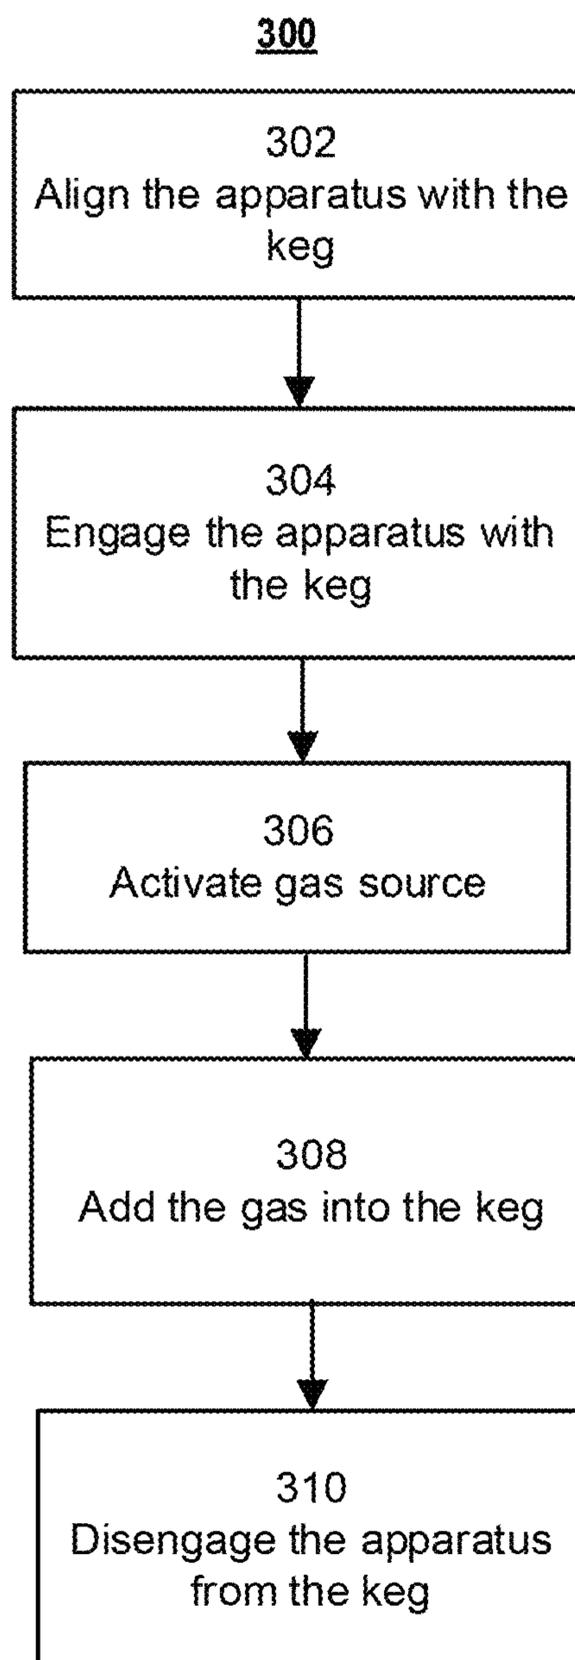 300
302
Align the apparatus with the
keg
304
Engage the apparatus with
the keg
306
Activate gas source
308
Add the gas into the keg
310
Disengage the apparatus
from the keg